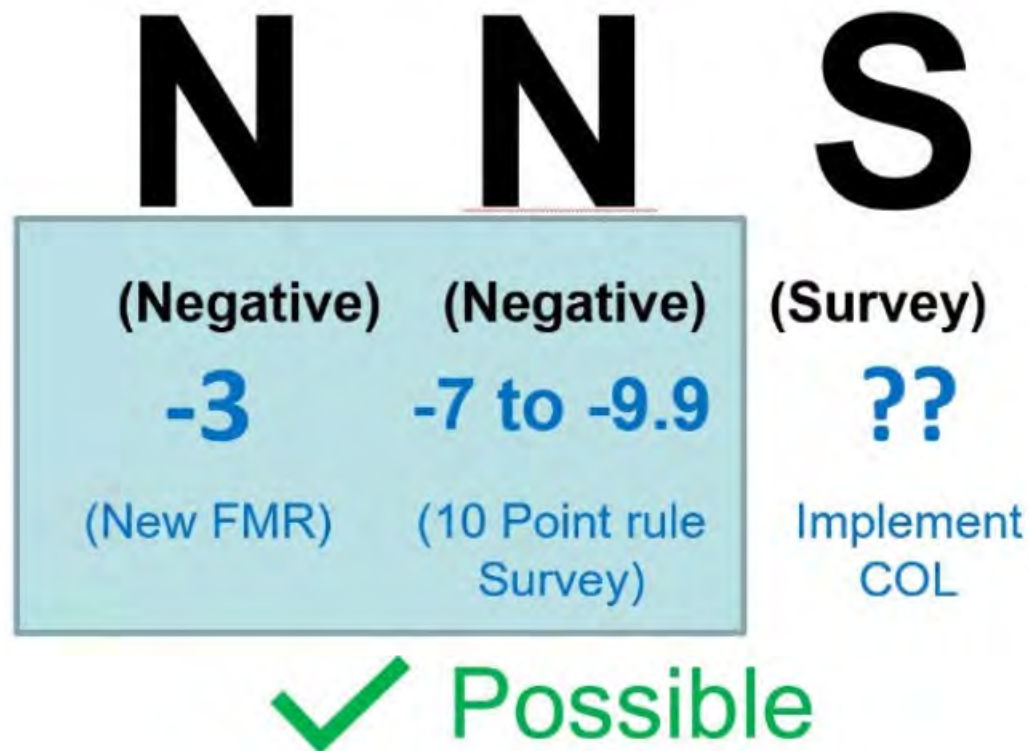 N N S
(Negative) (Negative) (Survey)
-3 -7 to -9.9 ??
(New FMR) (10 Point rule Implement
Survey) COL
Possible